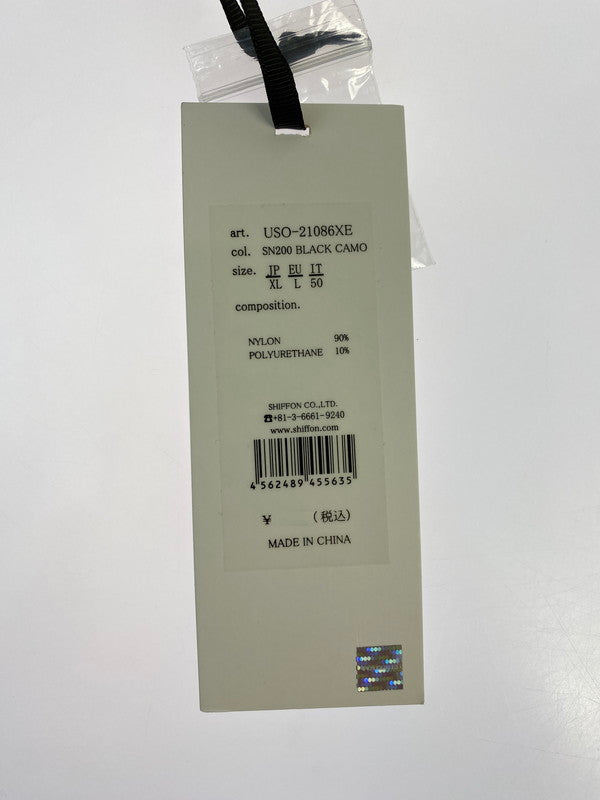 art. USO-21086XE
col. SN200 BLACK CAMO
size. JP EU IT
XL L 50
composition.
NYLON 90%
POLYURETHANE 10%
SHIFFON CO.,LTD.
☎+81-3-6661-9240
www.shiffon.com
4 562489 455635
¥ (税込)
MADE IN CHINA